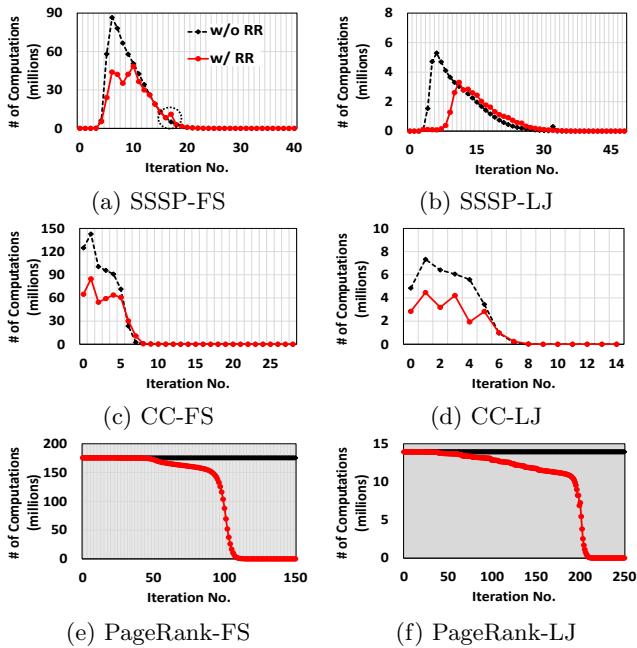 # of Computations
(millions)
90
60
30
0
w/o RR
w/ RR
0 10 20 30 40
Iteration No.
(a) SSSP-FS
# of Computations
(millions)
8
6
4
2
0
0 15 30 45
Iteration No.
(b) SSSP-LJ
# of Computations
(millions)
150
120
90
60
30
0
0 5 10 15 20 25
Iteration No.
(c) CC-FS
# of Computations
(millions)
8
6
4
2
0
0 2 4 6 8 10 12 14
Iteration No.
(d) CC-LJ
# of Computations
(millions)
200
150
100
50
0
0 50 100 150
Iteration No.
(e) PageRank-FS
# of Computations
(millions)
15
10
5
0
0 50 100 150 200 250
Iteration No.
(f) PageRank-LJ